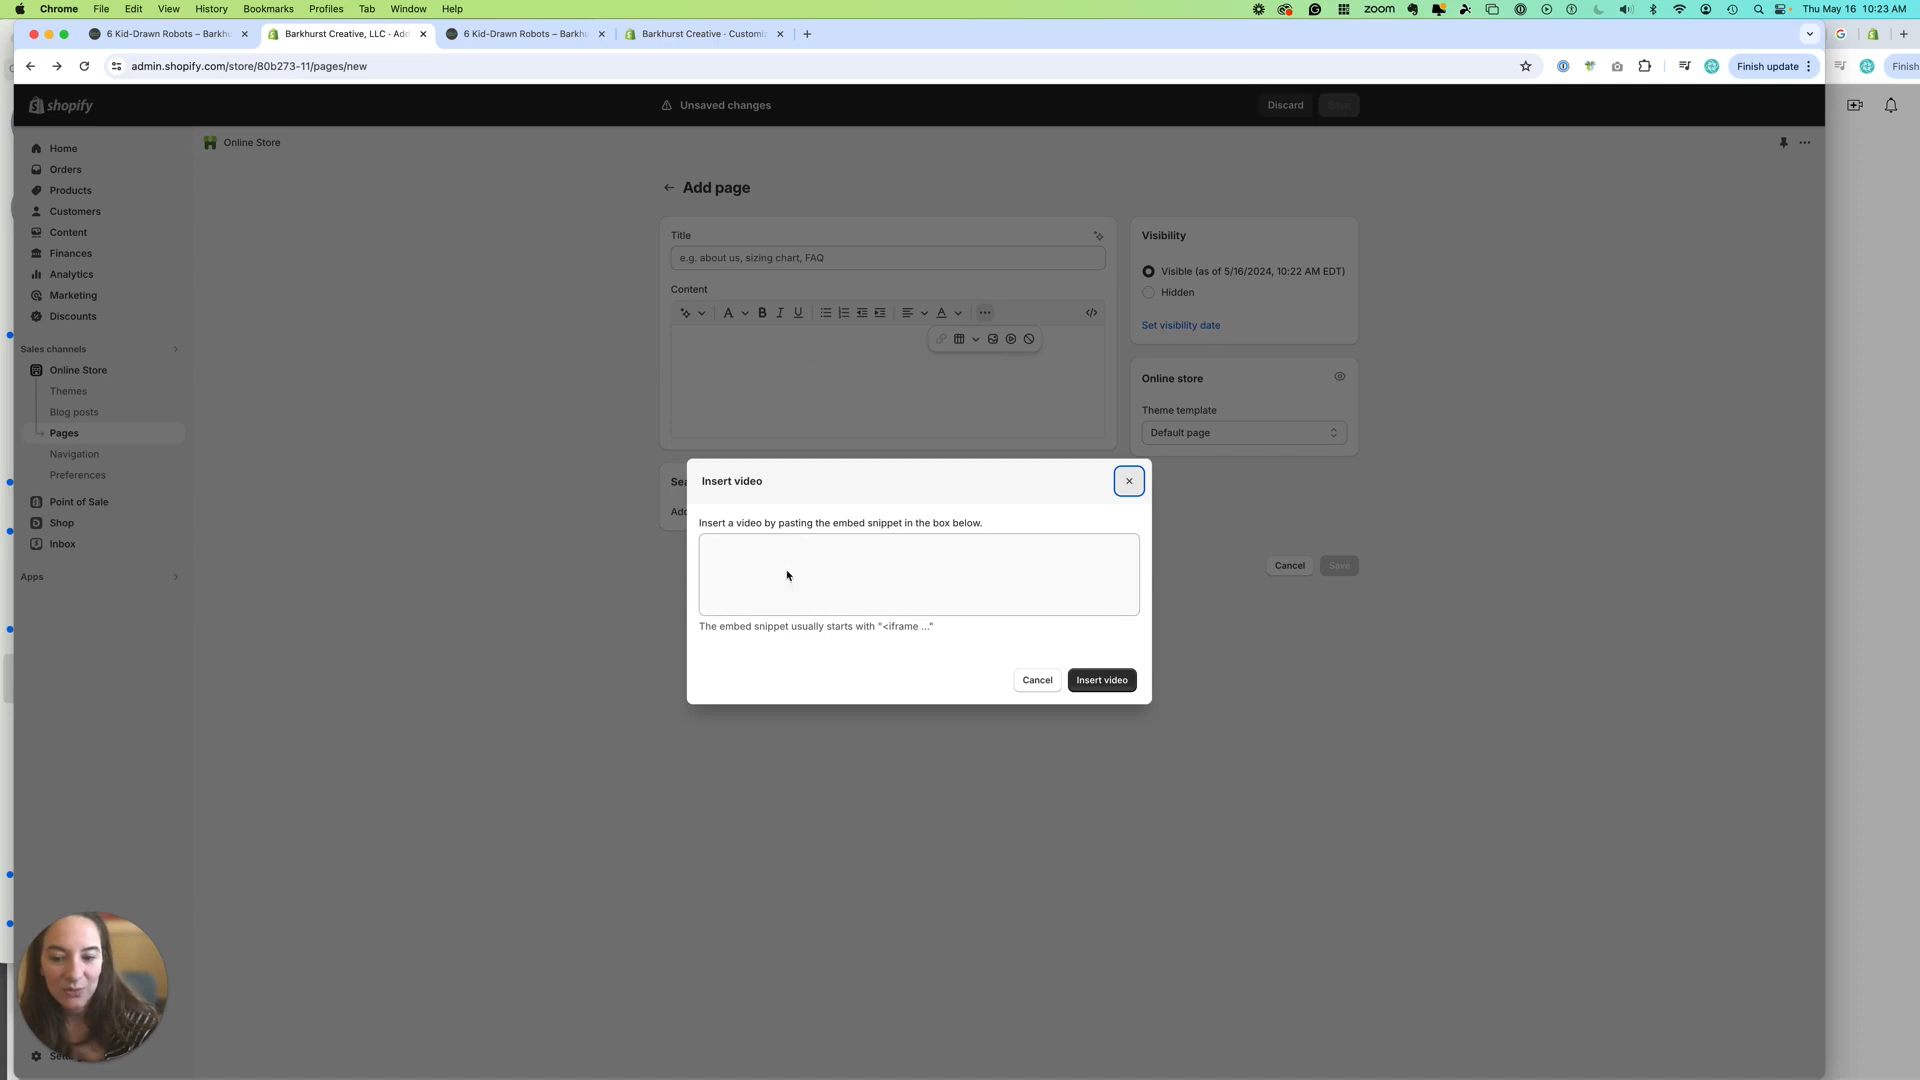 Chrome File Edit View History Bookmarks Profiles Tab Window Help zoom Thu May 16 10:23 AM
6 Kid-Drawn Robots – Barkhu Barkhurst Creative, LLC · Add 6 Kid-Drawn Robots – Barkhu Barkhurst Creative · Customiz
admin.shopify.com/store/80b273-11/pages/new Finish update Finish
shopify Unsaved changes Discard Save
Online Store
Home
Orders
Products
Customers
Content
Finances
Analytics
Marketing
Discounts
Sales channels
Online Store
Themes
Blog posts
Pages
Navigation
Preferences
Point of Sale
Shop
Inbox
Apps
Add page
Title
e.g. about us, sizing chart, FAQ
Content
A B I U A
Visibility
Visible (as of 5/16/2024, 10:22 AM EDT)
Hidden
Set visibility date
Online store
Theme template
Default page
Sea
Add
Cancel Save
Insert video
Insert a video by pasting the embed snippet in the box below.
The embed snippet usually starts with "<iframe ..."
Cancel Insert video